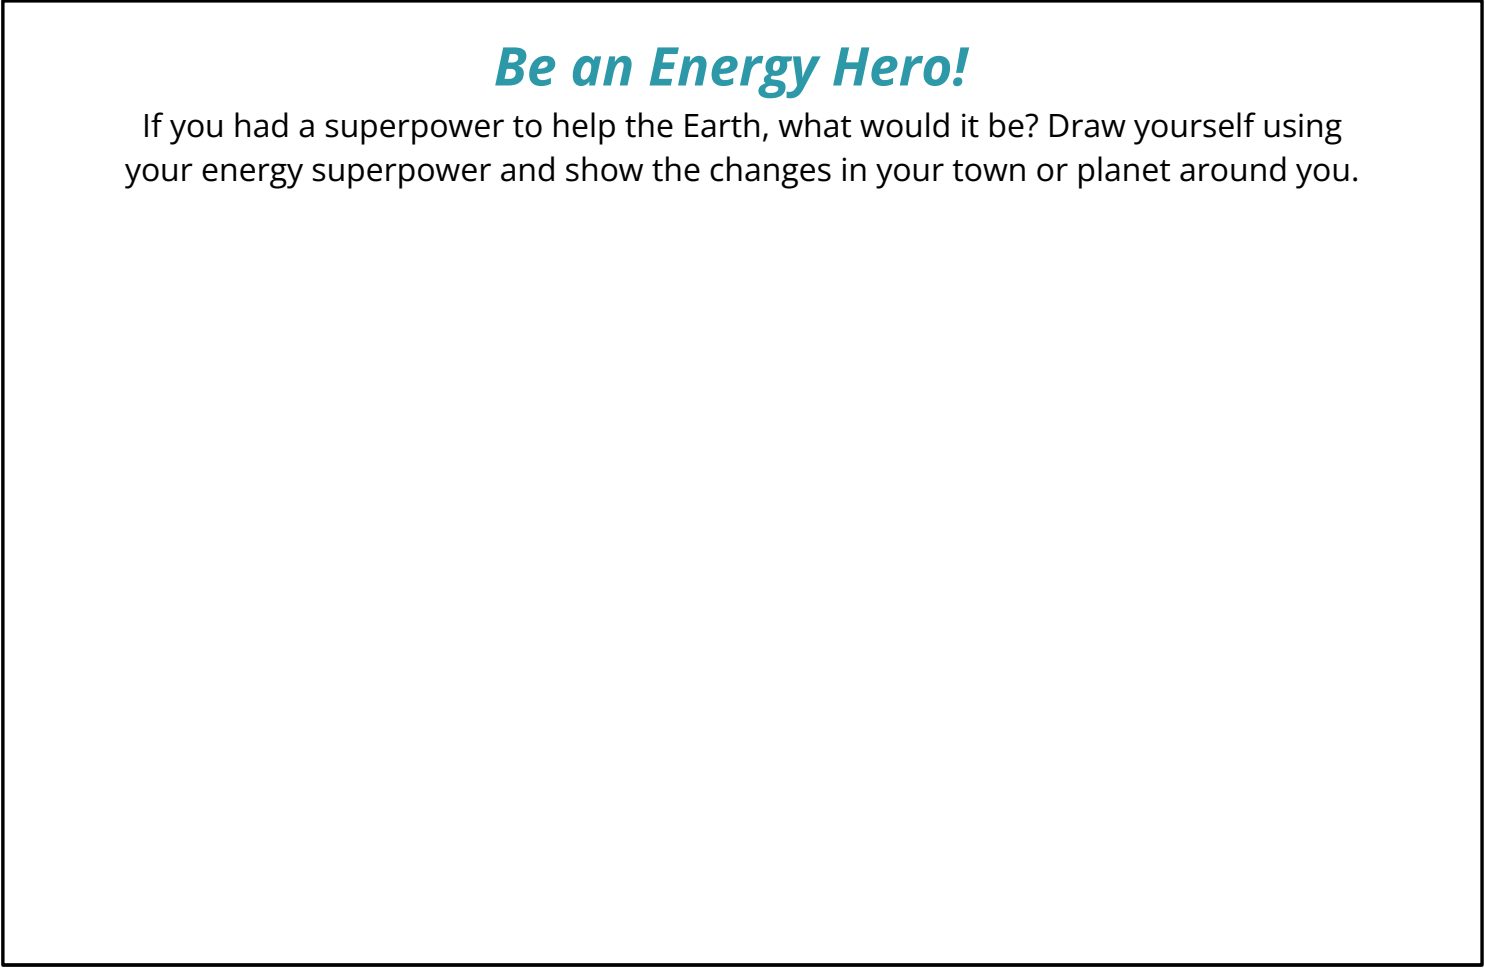 Be an Energy Hero!
If you had a superpower to help the Earth, what would it be? Draw yourself using
your energy superpower and show the changes in your town or planet around you.